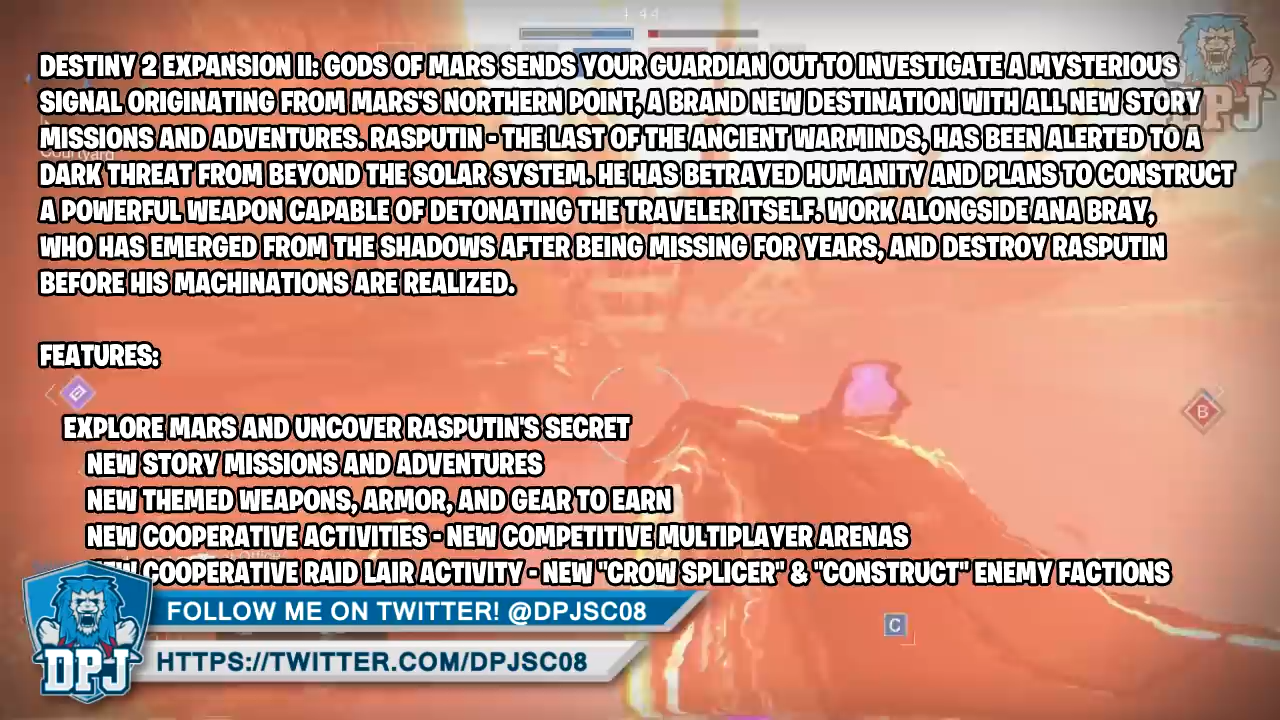 1:44
DESTINY 2 EXPANSION II: GODS OF MARS SENDS YOUR GUARDIAN OUT TO INVESTIGATE A MYSTERIOUS
SIGNAL ORIGINATING FROM MARS'S NORTHERN POINT, A BRAND NEW DESTINATION WITH ALL NEW STORY
MISSIONS AND ADVENTURES. RASPUTIN - THE LAST OF THE ANCIENT WARMINDS, HAS BEEN ALERTED TO A
DARK THREAT FROM BEYOND THE SOLAR SYSTEM. HE HAS BETRAYED HUMANITY AND PLANS TO CONSTRUCT
A POWERFUL WEAPON CAPABLE OF DETONATING THE TRAVELER ITSELF. WORK ALONGSIDE ANA BRAY,
WHO HAS EMERGED FROM THE SHADOWS AFTER BEING MISSING FOR YEARS, AND DESTROY RASPUTIN
BEFORE HIS MACHINATIONS ARE REALIZED.
DPJ
Courtyard
FEATURES:
B
EXPLORE MARS AND UNCOVER RASPUTIN'S SECRET
NEW STORY MISSIONS AND ADVENTURES
NEW THEMED WEAPONS, ARMOR, AND GEAR TO EARN
NEW COOPERATIVE ACTIVITIES - NEW COMPETITIVE MULTIPLAYER ARENAS
NEW COOPERATIVE RAID LAIR ACTIVITY - NEW "CROW SPLICER" & "CONSTRUCT" ENEMY FACTIONS
FOLLOW ME ON TWITTER! @DPJSC08
C
HTTPS://TWITTER.COM/DPJSC08
DPJ